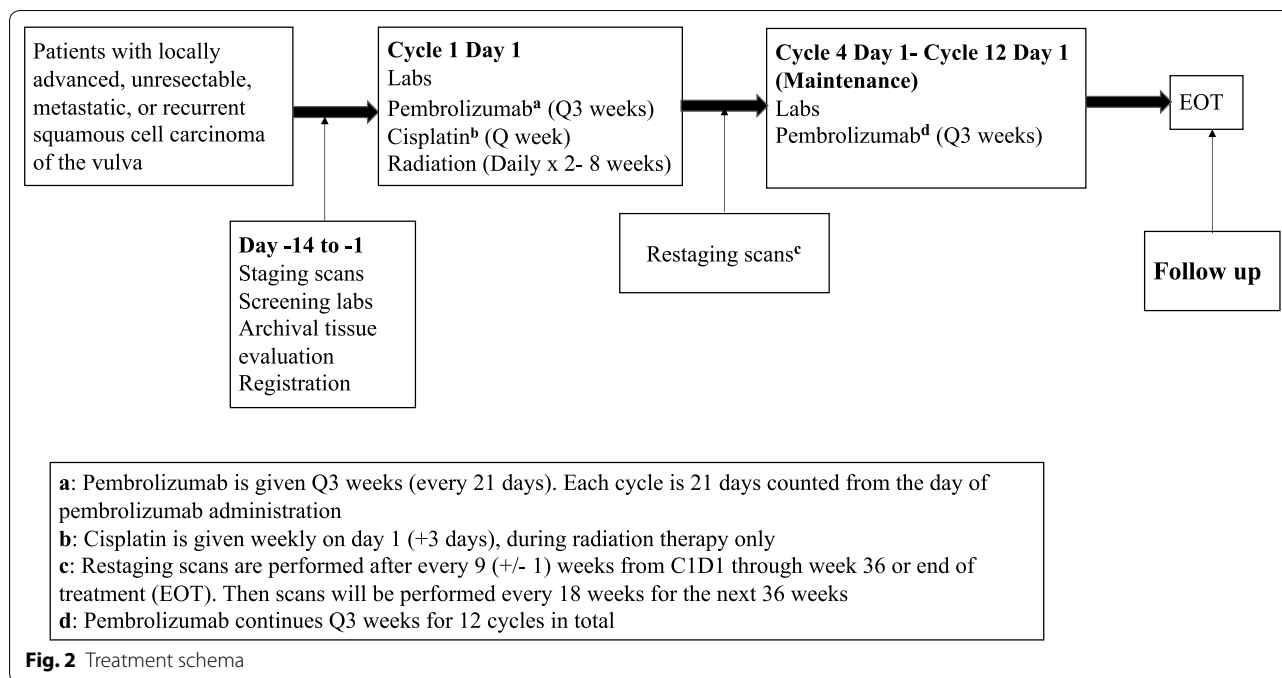 Patients with locally
advanced, unresectable,
metastatic, or recurrent
squamous cell carcinoma
of the vulva
Cycle 1 Day 1
Labs
Pembrolizumabᵃ (Q3 weeks)
Cisplatinᵇ (Q week)
Radiation (Daily x 2- 8 weeks)
Cycle 4 Day 1- Cycle 12 Day 1
(Maintenance)
Labs
Pembrolizumabᵈ (Q3 weeks)
EOT
Day -14 to -1
Staging scans
Screening labs
Archival tissue
evaluation
Registration
Restaging scansᶜ
Follow up
a: Pembrolizumab is given Q3 weeks (every 21 days). Each cycle is 21 days counted from the day of
pembrolizumab administration
b: Cisplatin is given weekly on day 1 (+3 days), during radiation therapy only
c: Restaging scans are performed after every 9 (+/- 1) weeks from C1D1 through week 36 or end of
treatment (EOT). Then scans will be performed every 18 weeks for the next 36 weeks
d: Pembrolizumab continues Q3 weeks for 12 cycles in total
Fig. 2 Treatment schema